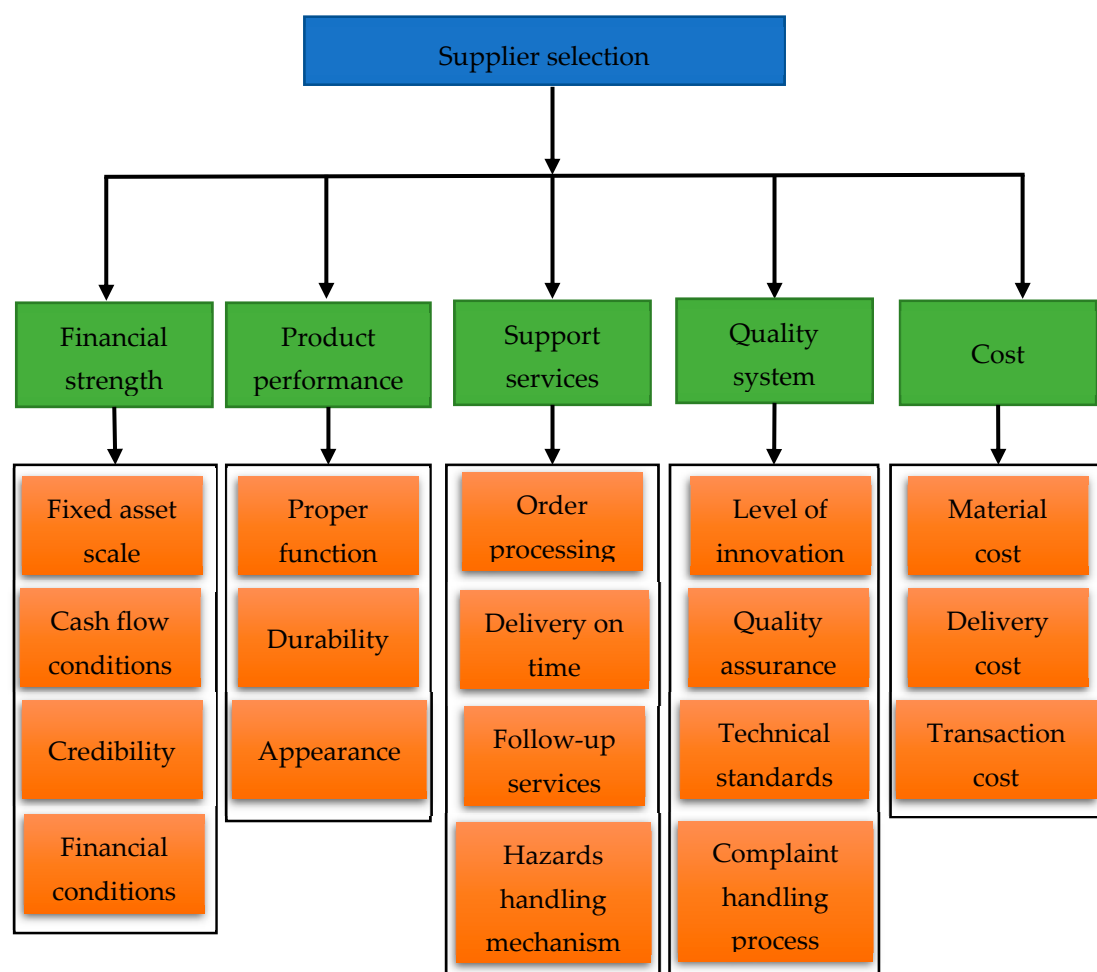 Supplier selection
Financial
strength
Product
performance
Support
services
Quality
system
Cost
Fixed asset
scale
Cash flow
conditions
Credibility
Financial
conditions
Proper
function
Durability
Appearance
Order
processing
Delivery on
time
Follow-up
services
Hazards
handling
mechanism
Level of
innovation
Quality
assurance
Technical
standards
Complaint
handling
process
Material
cost
Delivery
cost
Transaction
cost